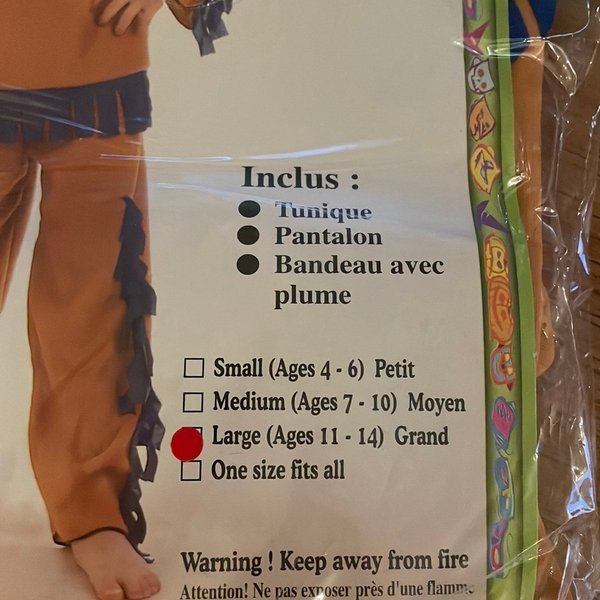 Inclus :
Tunique
Pantalon
Bandeau avec
plume
Small (Ages 4 - 6) Petit
Medium (Ages 7 - 10) Moyen
Large (Ages 11 - 14) Grand
One size fits all
Warning ! Keep away from fire
Attention! Ne pas exposer près d'une flamme